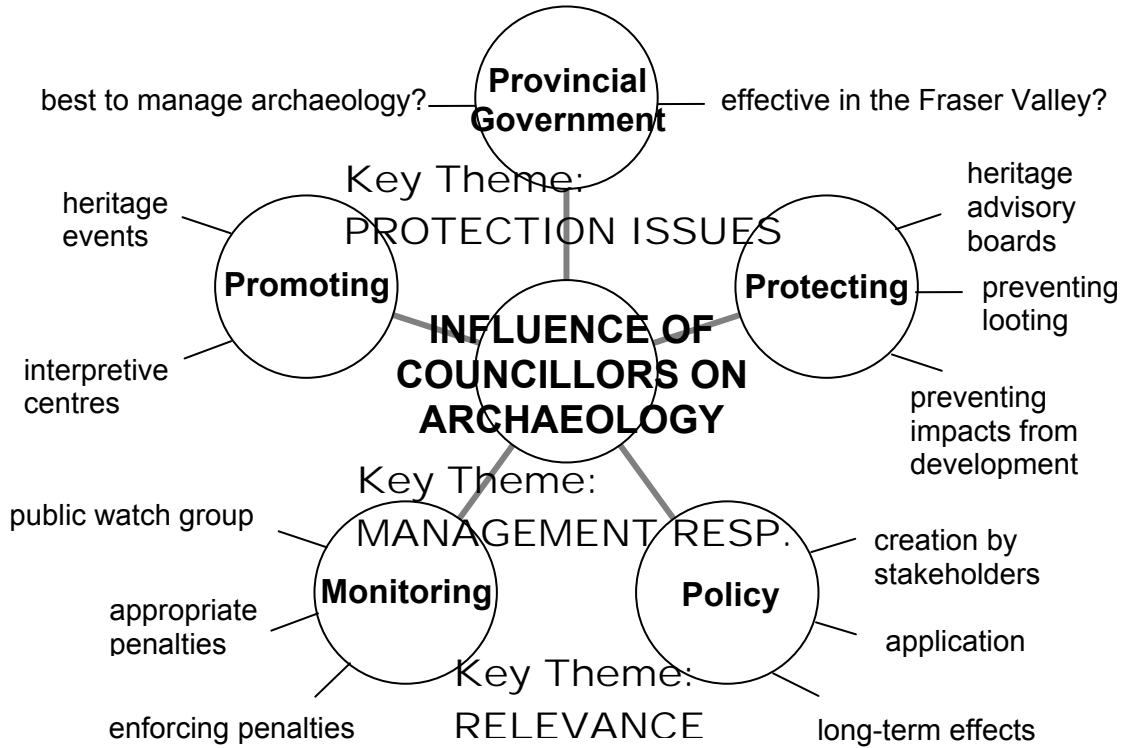 Provincial
Government
best to manage archaeology?
effective in the Fraser Valley?
Key Theme:
PROTECTION ISSUES
heritage
events
Promoting
interpretive
centres
heritage
advisory
boards
Protecting
preventing
looting
preventing
impacts from
development
INFLUENCE OF
COUNCILLORS ON
ARCHAEOLOGY
Key Theme:
MANAGEMENT RESP.
public watch group
Monitoring
appropriate
penalties
enforcing penalties
Policy
creation by
stakeholders
application
long-term effects
Key Theme:
RELEVANCE